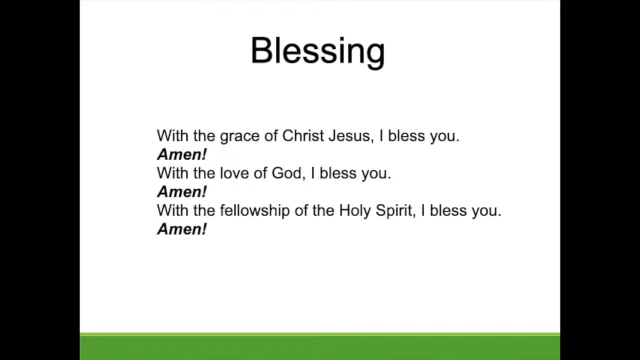 Blessing
With the grace of Christ Jesus, I bless you.
Amen!
With the love of God, I bless you.
Amen!
With the fellowship of the Holy Spirit, I bless you.
Amen!